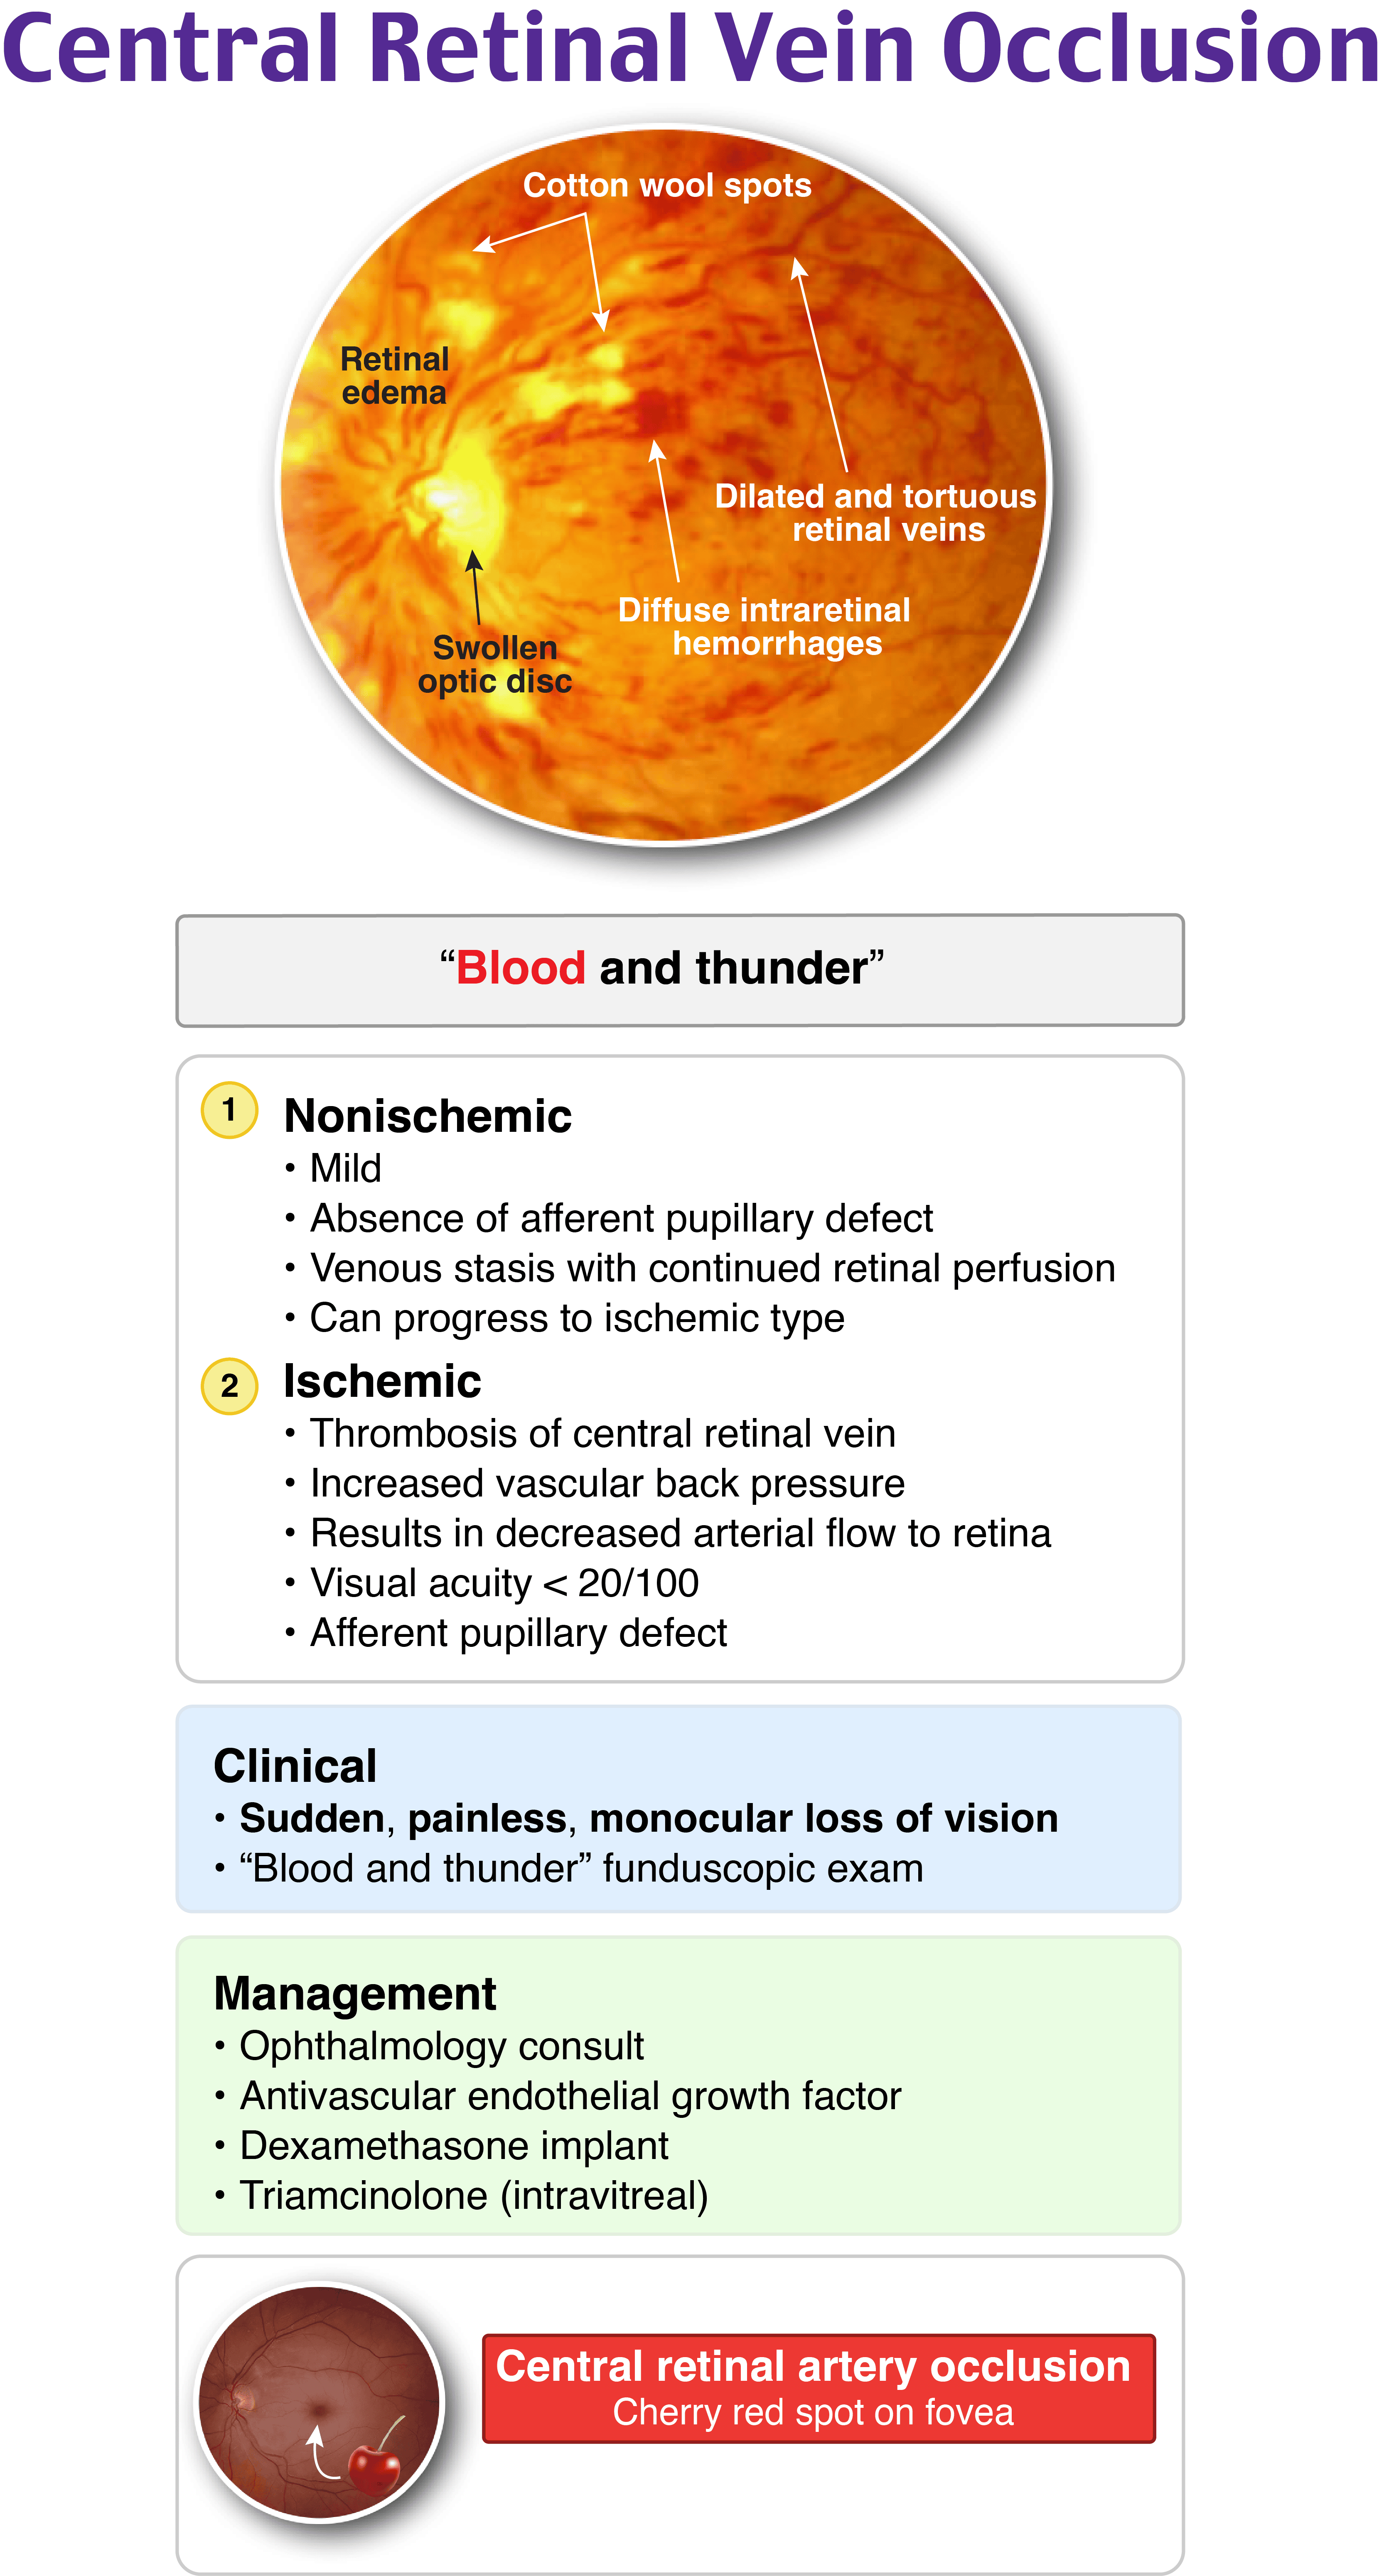 Central Retinal Vein Occlusion
Cotton wool spots
Retinal
edema
Dilated and tortuous
retinal veins
Diffuse intraretinal
hemorrhages
Swollen
optic disc
“Blood and thunder”
1 Nonischemic
• Mild
• Absence of afferent pupillary defect
• Venous stasis with continued retinal perfusion
• Can progress to ischemic type
2 Ischemic
• Thrombosis of central retinal vein
• Increased vascular back pressure
• Results in decreased arterial flow to retina
• Visual acuity < 20/100
• Afferent pupillary defect
Clinical
• Sudden, painless, monocular loss of vision
• “Blood and thunder” funduscopic exam
Management
• Ophthalmology consult
• Antivascular endothelial growth factor
• Dexamethasone implant
• Triamcinolone (intravitreal)
Central retinal artery occlusion
Cherry red spot on fovea